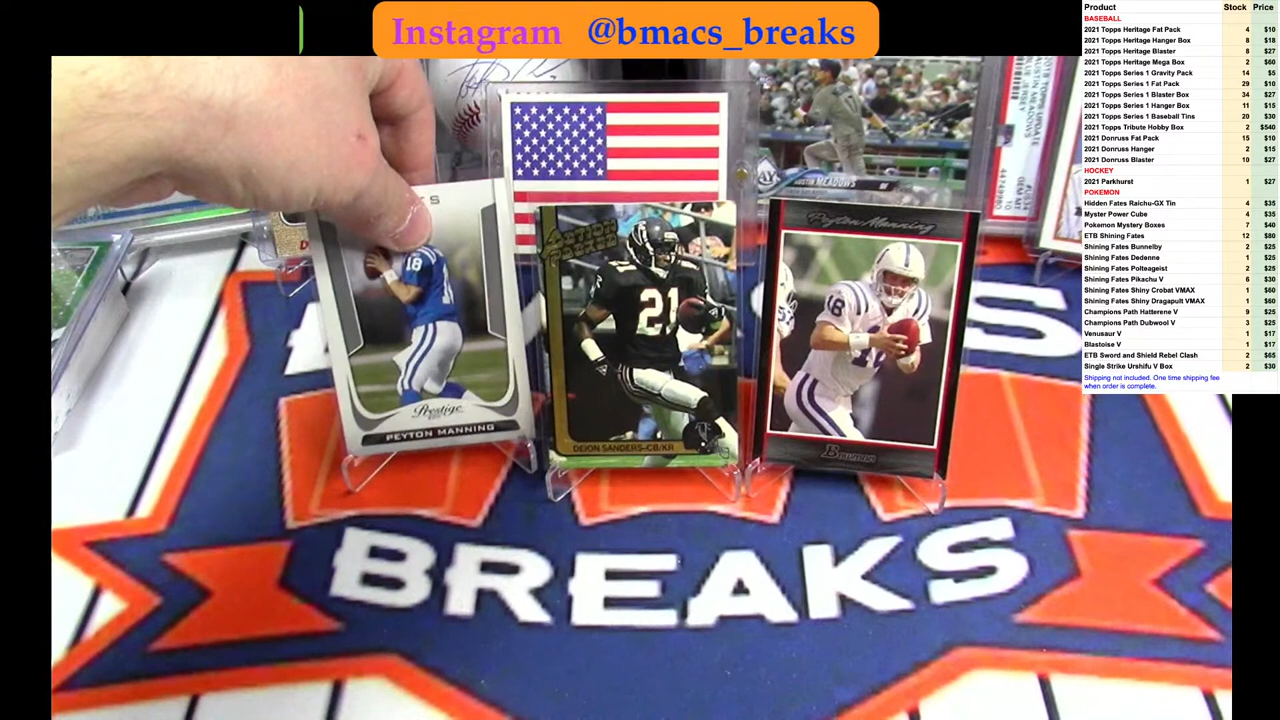 Instagram @bmacs_breaks
Product Stock Price
BASEBALL
2021 Topps Heritage Fat Pack 4 $10
2021 Topps Heritage Hanger Box 8 $18
2021 Topps Heritage Blaster 8 $27
2021 Topps Heritage Mega Box 2 $60
2021 Topps Series 1 Gravity Pack 14 $5
2021 Topps Series 1 Fat Pack 29 $10
2021 Topps Series 1 Blaster Box 34 $27
2021 Topps Series 1 Hanger Box 11 $15
2021 Topps Series 1 Baseball Tins 20 $30
2021 Topps Tribute Hobby Box 2 $540
2021 Donruss Fat Pack 15 $10
2021 Donruss Hanger 2 $15
2021 Donruss Blaster 10 $27
HOCKEY
2021 Parkhurst 1 $27
POKEMON
Hidden Fates Raichu-GX Tin 4 $35
Myster Power Cube 4 $35
Pokemon Mystery Boxes 7 $40
ETB Shining Fates 12 $80
Shining Fates Bunnelby 2 $25
Shining Fates Dedenne 1 $25
Shining Fates Polteageist 2 $25
Shining Fates Pikachu V 6 $30
Shining Fates Shiny Crobat VMAX 1 $60
Shining Fates Shiny Dragapult VMAX 1 $60
Champions Path Hatterene V 9 $25
Champions Path Dubwool V 3 $25
Venusaur V 1 $17
Blastoise V 1 $17
ETB Sword and Shield Rebel Clash 2 $65
Single Strike Urshifu V Box 2 $30
Shipping not included. One time shipping fee
when order is complete.
AUSTIN MEADOWS
RAYS
18
Prestige
PEYTON MANNING
ACTION
PACKED
21
DEION SANDERS-CB/KR
Peyton Manning
18
Bowman
BREAKS